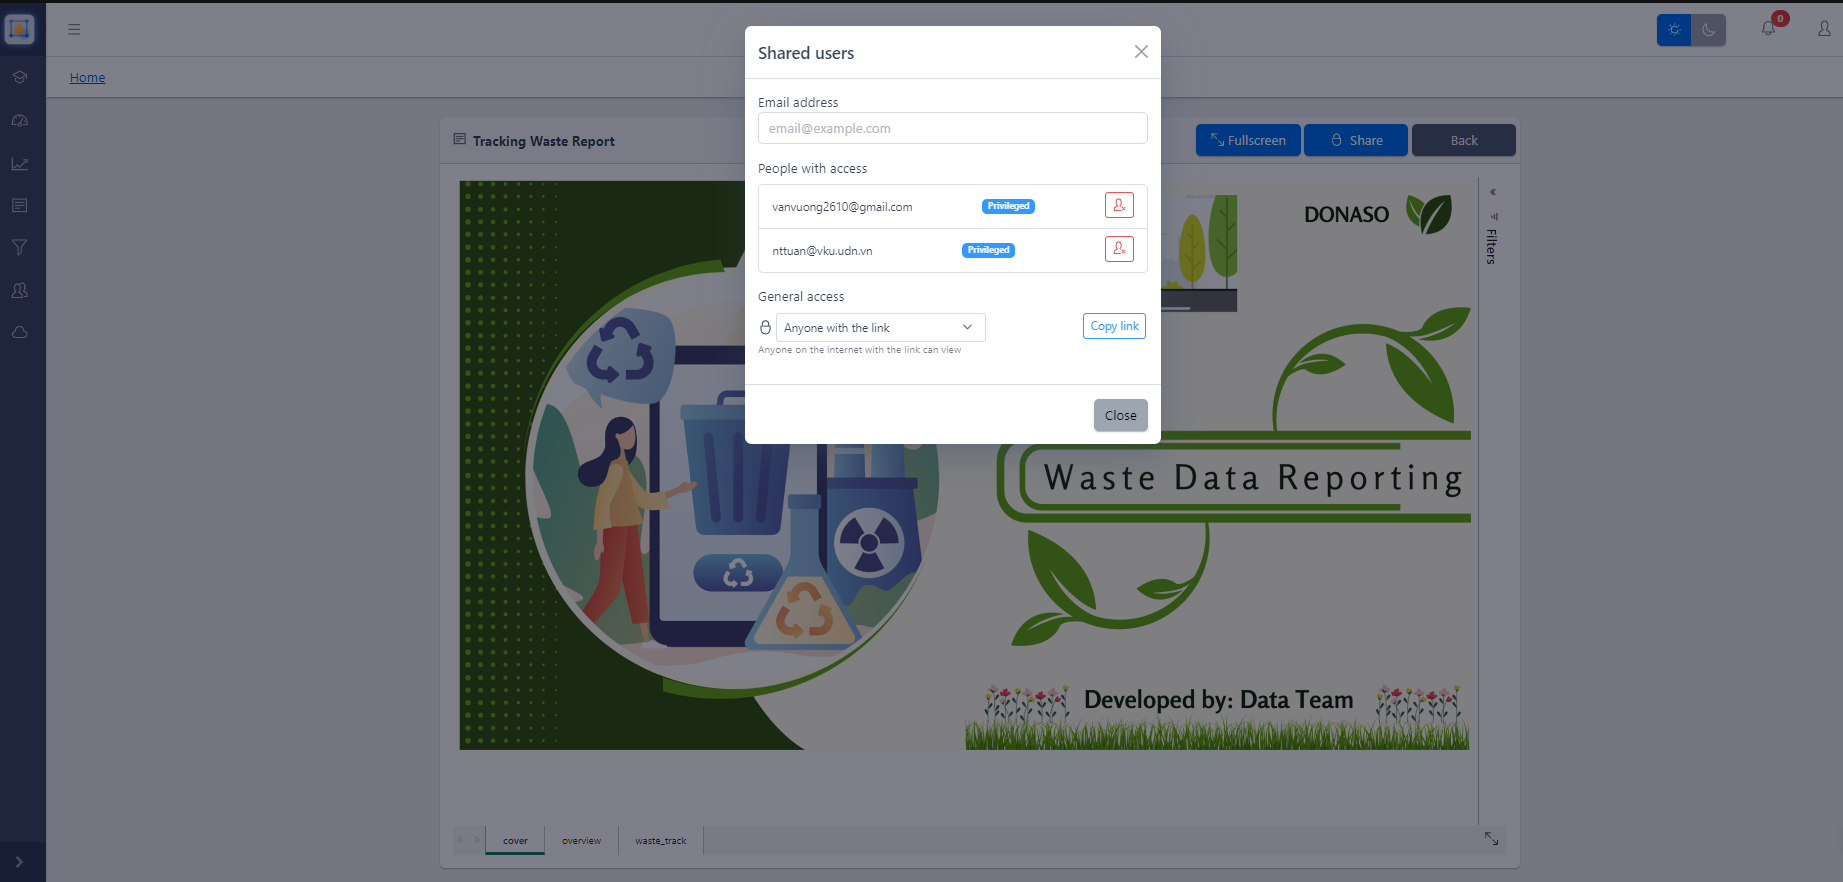 0
Home
Tracking Waste Report
Fullscreen
Share
Back
Shared users
Email address
email@example.com
People with access
vanvuong2610@gmail.com
Privileged
nttuan@vku.udn.vn
Privileged
General access
Anyone with the link
Copy link
Anyone on the internet with the link can view
Close
DONASO
Filters
Waste Data Reporting
Developed by: Data Team
cover
overview
waste_track